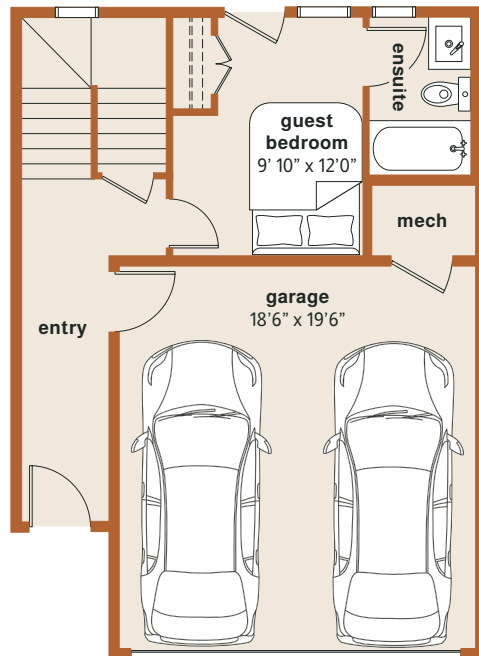 ensuite
guest
bedroom
9' 10" x 12'0"
mech
garage
18'6" x 19'6"
entry